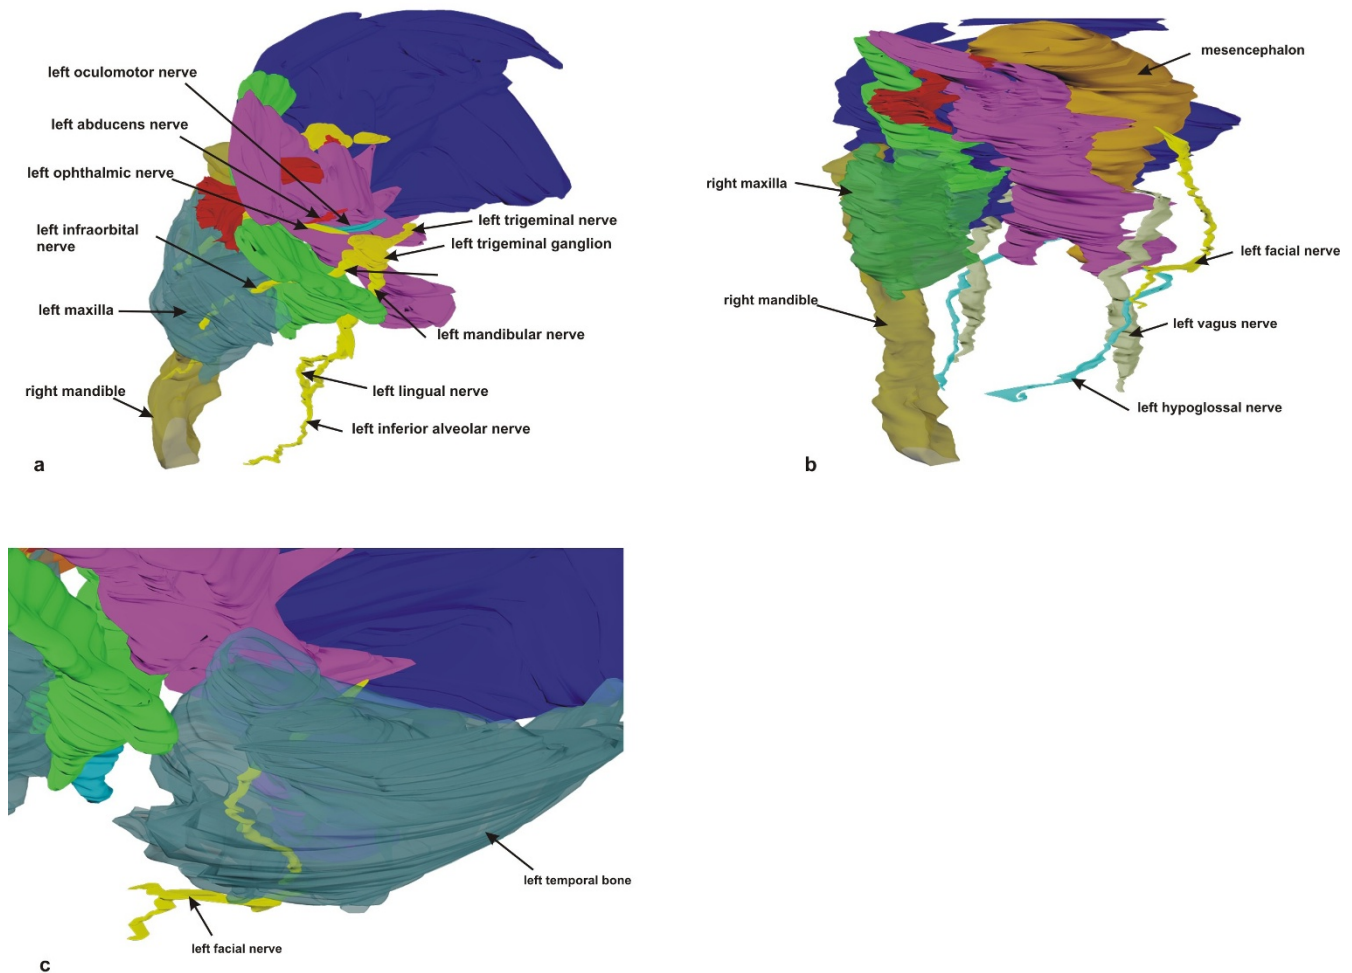 left oculomotor nerve
left abducens nerve
left ophthalmic nerve
left infraorbital
nerve
left maxilla
right mandible
left trigeminal nerve
left trigeminal ganglion
left mandibular nerve
left lingual nerve
left inferior alveolar nerve
a
mesencephalon
right maxilla
right mandible
left facial nerve
left vagus nerve
left hypoglossal nerve
b
left temporal bone
left facial nerve
c